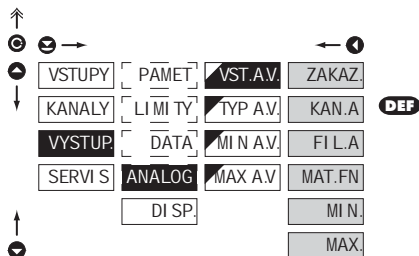 VSTUPY PAMET VST.A.V. ZAKAZ.
KANALY LIMITY TYP A.V. KAN.A DEF
VYSTUP. DATA MIN A.V. FIL.A
SERVIS ANALOG MAX A.V. MAT.FN
DISP. MIN.
MAX.